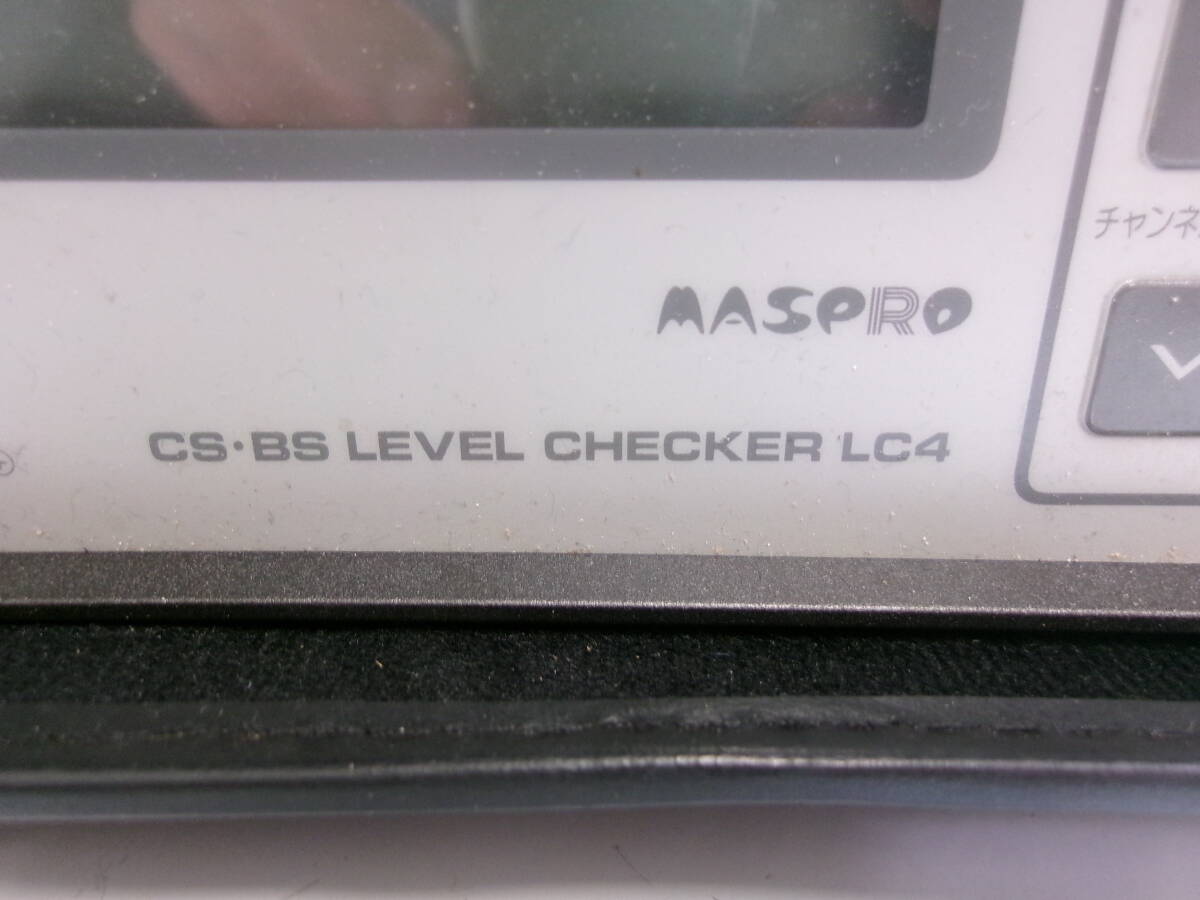 チャンネ
MASPRO
CS·BS LEVEL CHECKER LC4